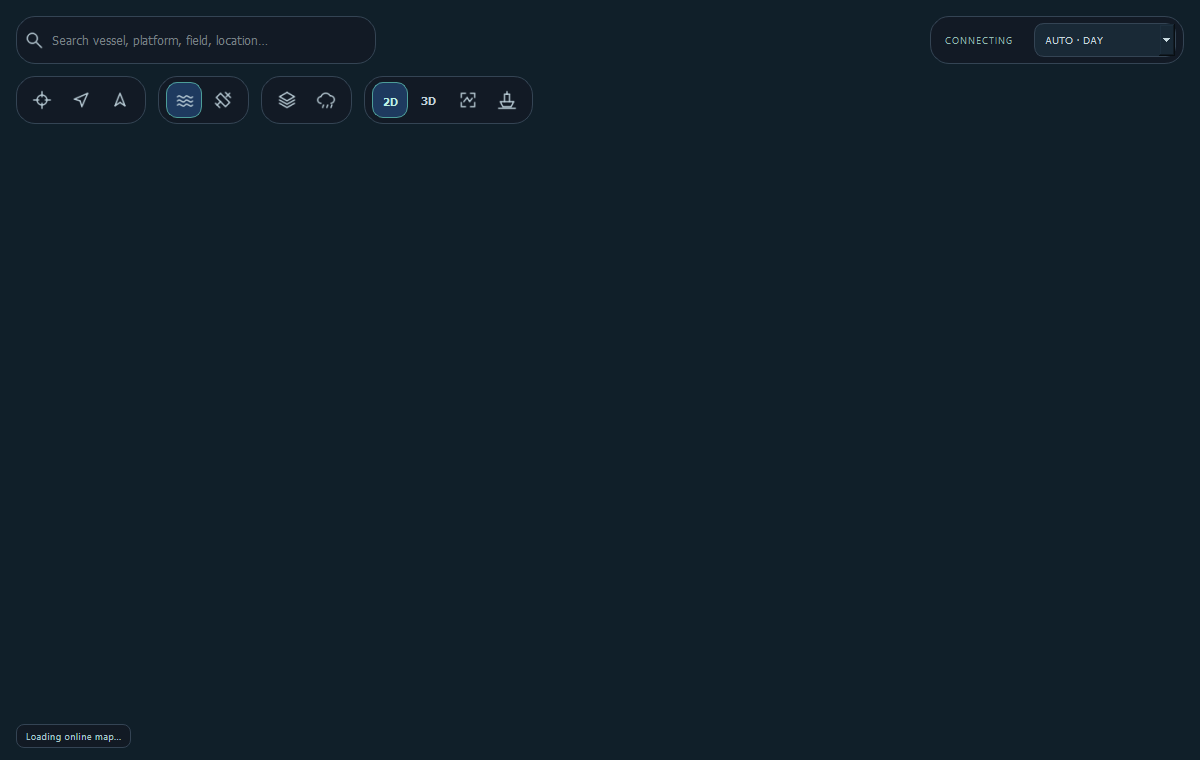 Search vessel, platform, field, location...
CONNECTING
AUTO · DAY
2D
3D
Loading online map...